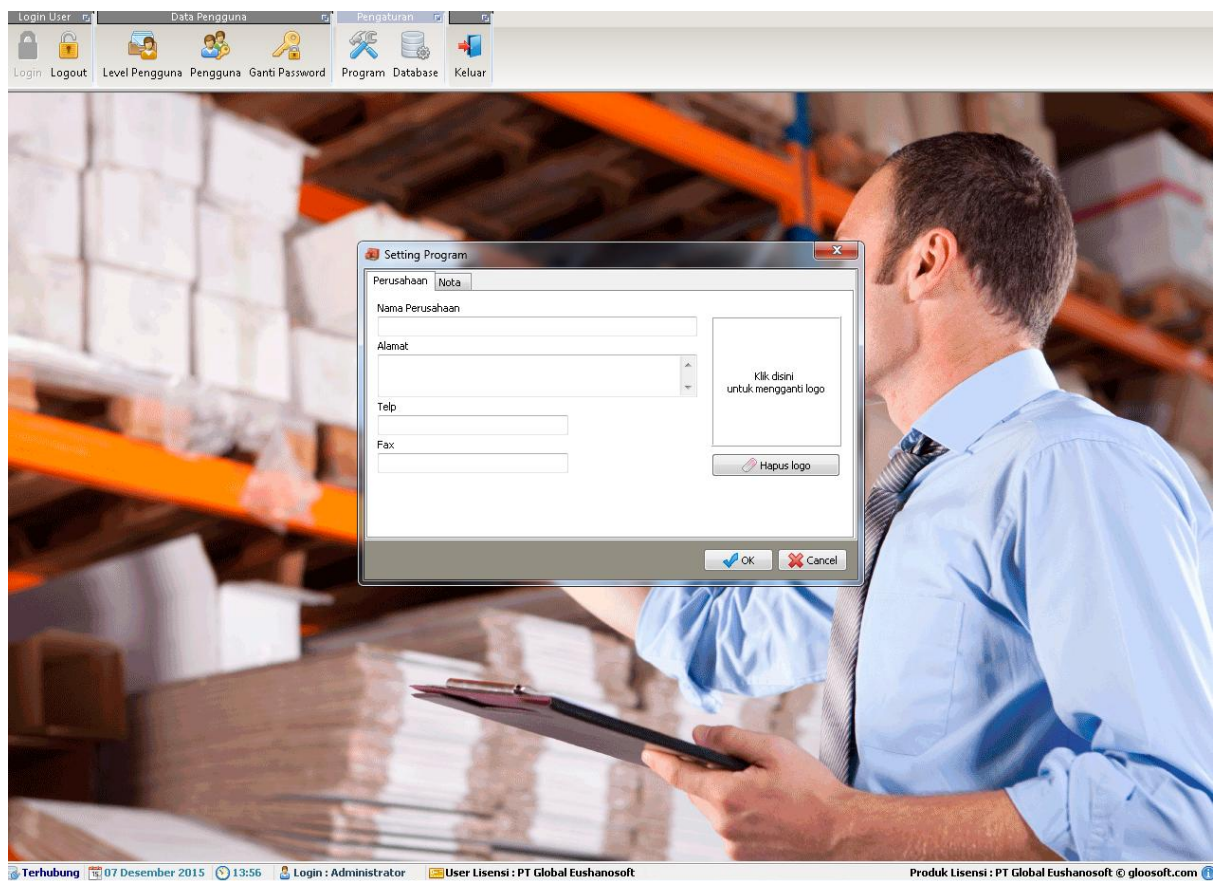 Login User
Data Pengguna
Pengaturan
Login
Logout
Level Pengguna
Pengguna
Ganti Password
Program
Database
Keluar
Setting Program
Perusahaan
Nota
Nama Perusahaan
Alamat
Klik disini
untuk mengganti logo
Telp
Fax
Hapus logo
OK
Cancel
Terhubung
07 Desember 2015
13:56
Login : Administrator
User Lisensi : PT Global Eushanosoft
Produk Lisensi : PT Global Eushanosoft © gloosoft.com